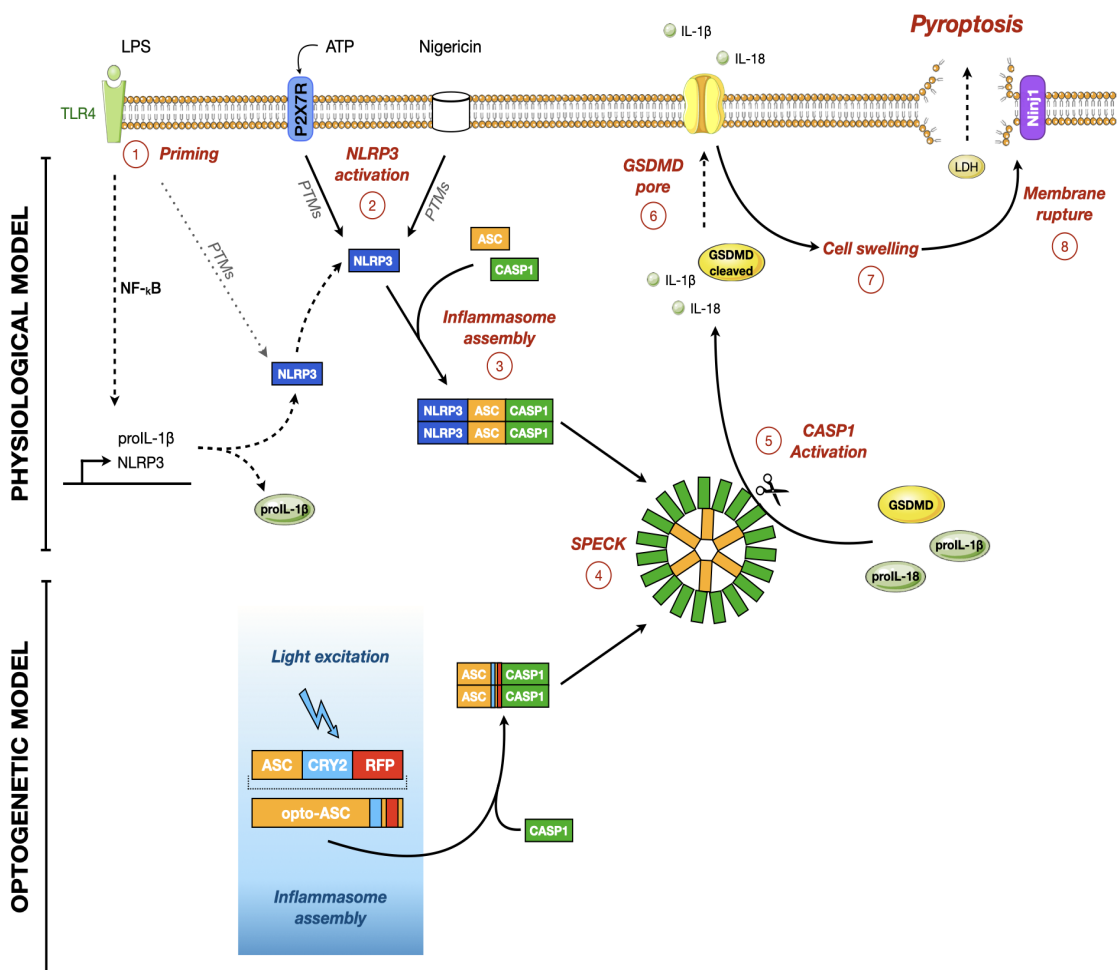 Pyroptosis
IL-1β
IL-18
LPS
ATP
Nigericin
TLR4
P2X7R
Ninj1
LDH
1 Priming
NLRP3
activation
2
PTMs
PTMs
PTMs
GSDMD
pore
6
Membrane
rupture
8
Cell swelling
7
ASC
CASP1
NLRP3
GSDMD
cleaved
IL-1β
IL-18
PHYSIOLOGICAL MODEL
NF-κB
Inflammasome
assembly
3
NLRP3
NLRP3 ASC CASP1
NLRP3 ASC CASP1
proIL-1β
NLRP3
proIL-1β
5 CASP1
Activation
GSDMD
proIL-1β
proIL-18
SPECK
4
OPTOGENETIC MODEL
Light excitation
ASC CASP1
ASC CASP1
ASC CRY2 RFP
opto-ASC
CASP1
Inflammasome
assembly